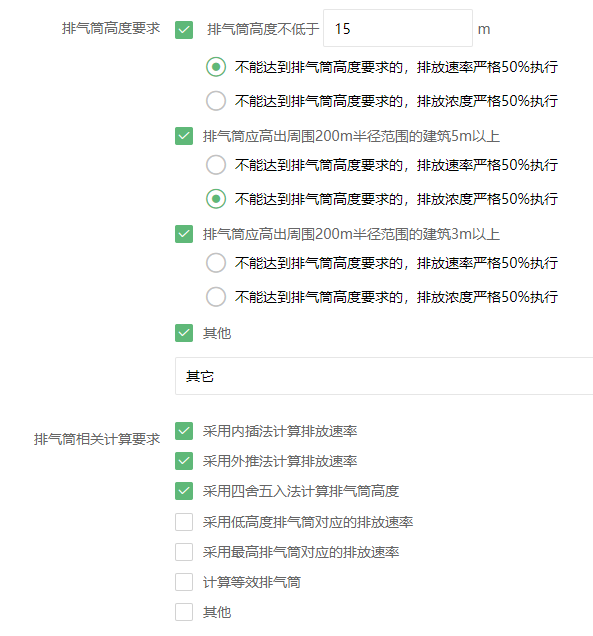 排气筒高度要求 排气筒高度不低于 15 m
不能达到排气筒高度要求的，排放速率严格50%执行
不能达到排气筒高度要求的，排放浓度严格50%执行
排气筒应高出周围200m半径范围的建筑5m以上
不能达到排气筒高度要求的，排放速率严格50%执行
不能达到排气筒高度要求的，排放浓度严格50%执行
排气筒应高出周围200m半径范围的建筑3m以上
不能达到排气筒高度要求的，排放速率严格50%执行
不能达到排气筒高度要求的，排放浓度严格50%执行
其他
其它
排气筒相关计算要求 采用内插法计算排放速率
采用外推法计算排放速率
采用四舍五入法计算排气筒高度
采用低高度排气筒对应的排放速率
采用最高排气筒对应的排放速率
计算等效排气筒
其他